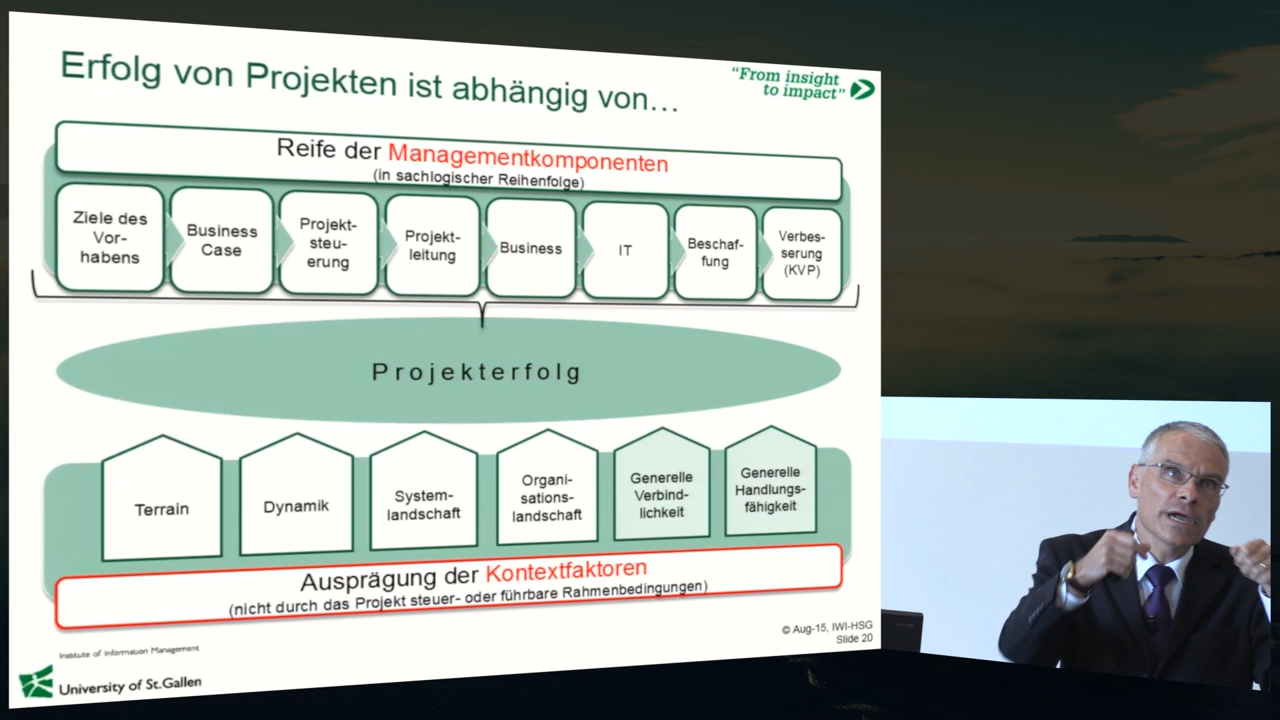 Erfolg von Projekten ist abhängig von…
"From insight
to impact"
Reife der Managementkomponenten
(in sachlogischer Reihenfolge)
Ziele des
Vor-
habens
Business
Case
Projekt-
steu-
erung
Projekt-
leitung
Business
IT
Beschaf-
fung
Verbes-
serung
(KVP)
Projekterfolg
Terrain
Dynamik
System-
landschaft
Organi-
sations-
landschaft
Generelle
Verbind-
lichkeit
Generelle
Handlungs-
fähigkeit
Ausprägung der Kontextfaktoren
(nicht durch das Projekt steuer- oder führbare Rahmenbedingungen)
© Aug-15, IWI-HSG
Slide 20
Institute of Information Management
University of St.Gallen